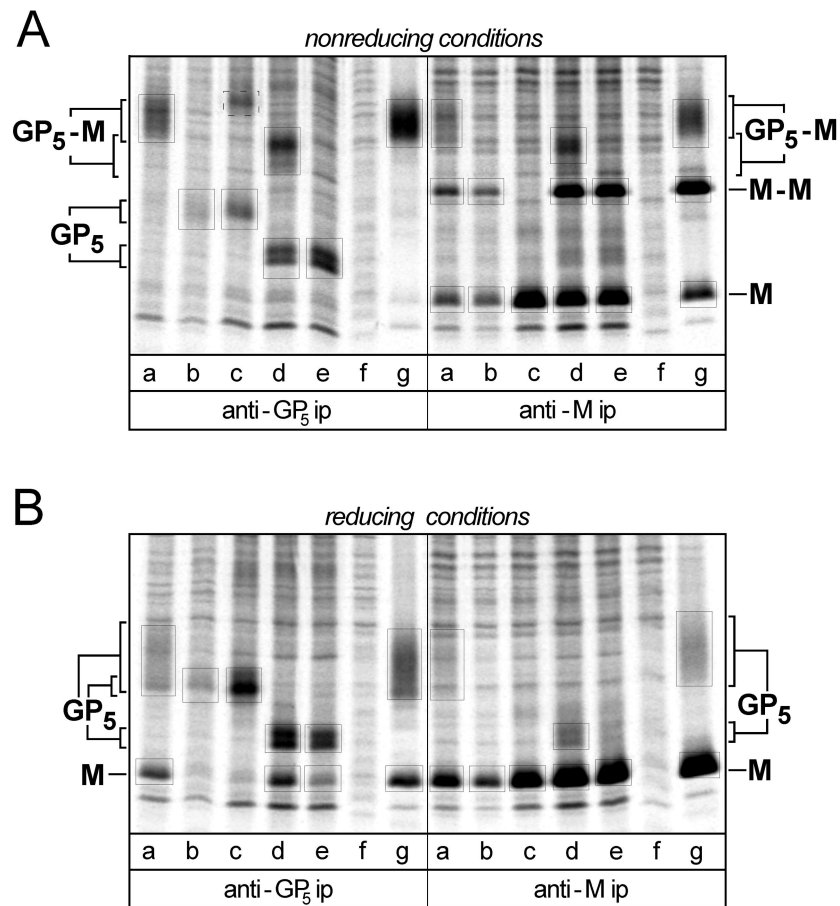 A
nonreducing conditions
GP5-M
GP5
GP5-M
M-M
M
a b c d e f g a b c d e f g
anti-GP5 ip anti-M ip
B
reducing conditions
GP5
M
GP5
M
a b c d e f g a b c d e f g
anti-GP5 ip anti-M ip